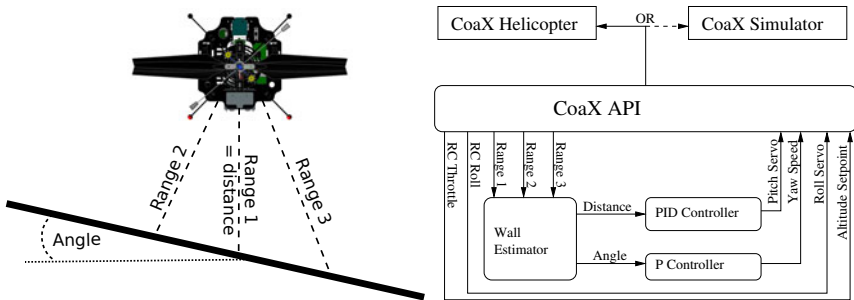 Range 2
Range 1
= distance
Range 3
Angle
CoaX Helicopter
OR
CoaX Simulator
CoaX API
RC Throttle
RC Roll
Range 1
Range 2
Range 3
Pitch Servo
Yaw Speed
Roll Servo
Altitude Setpoint
Wall
Estimator
Distance
PID Controller
Angle
P Controller